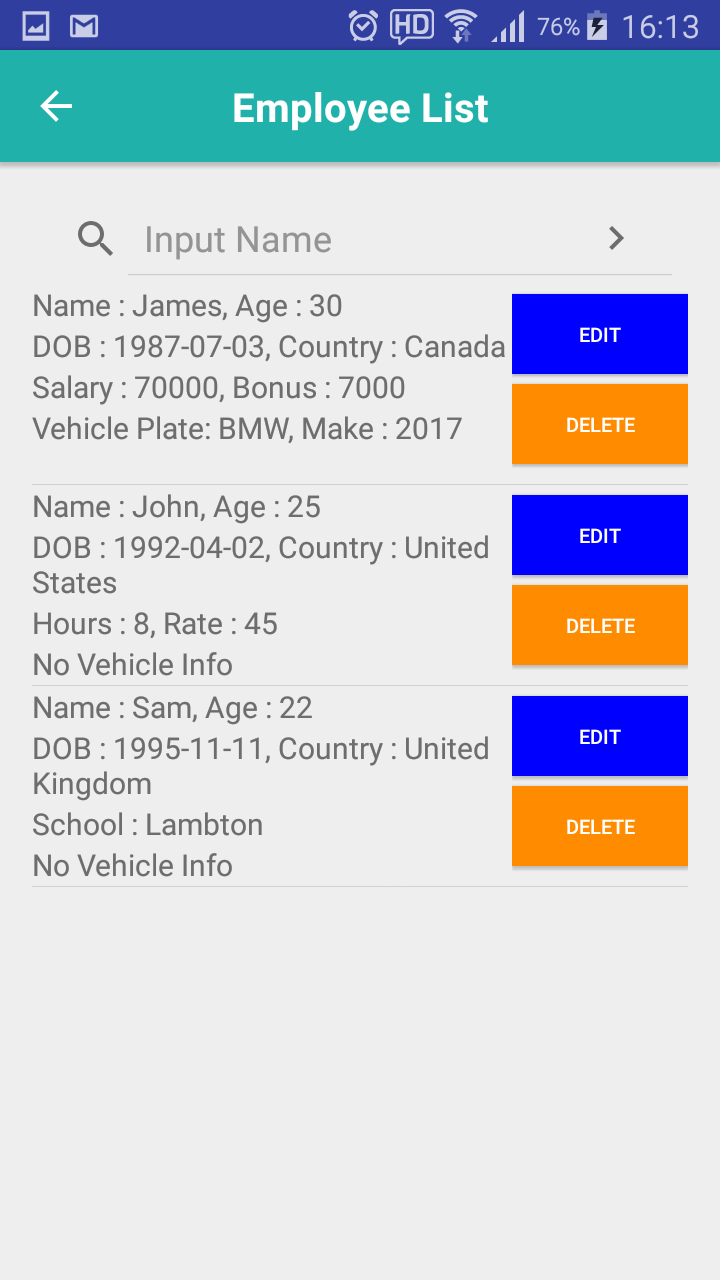 HD 76% 16:13
Employee List
Input Name
Name : James, Age : 30
DOB : 1987-07-03, Country : Canada
Salary : 70000, Bonus : 7000
Vehicle Plate: BMW, Make : 2017
EDIT
DELETE
Name : John, Age : 25
DOB : 1992-04-02, Country : United
States
Hours : 8, Rate : 45
No Vehicle Info
EDIT
DELETE
Name : Sam, Age : 22
DOB : 1995-11-11, Country : United
Kingdom
School : Lambton
No Vehicle Info
EDIT
DELETE